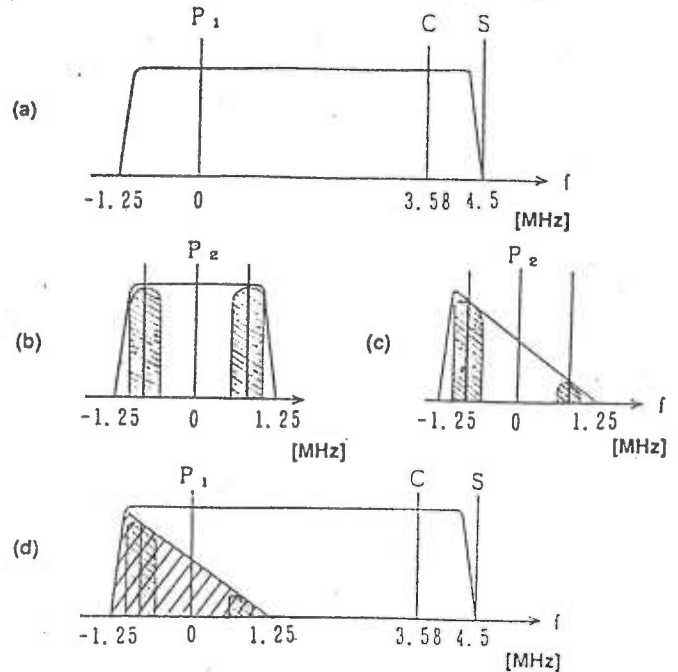 P₁ C S
(a)
f
-1.25 0 3.58 4.5
[MHz]
P₂ P₂
(b) (c)
f
-1.25 0 1.25 -1.25 0 1.25
[MHz] [MHz]
P₁ C S
(d)
f
-1.25 0 1.25 3.58 4.5
[MHz]